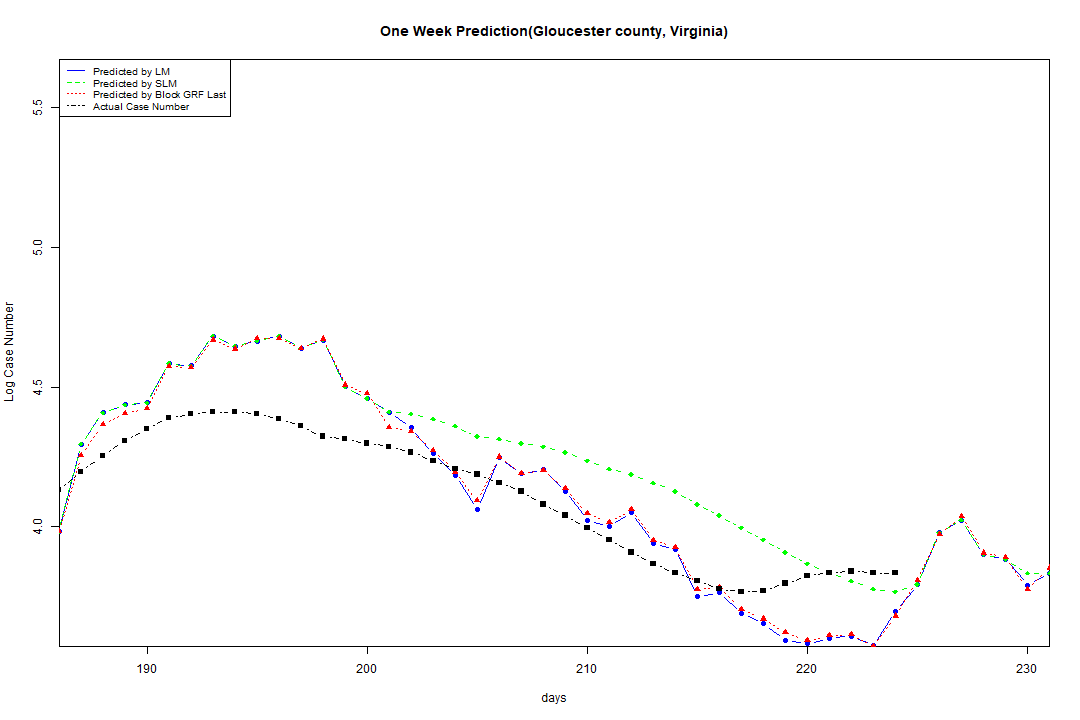 One Week Prediction(Gloucester county, Virginia)
Predicted by LM
Predicted by SLM
Predicted by Block GRF Last
Actual Case Number
5.5
5.0
4.5
4.0
Log Case Number
190 200 210 220 230
days